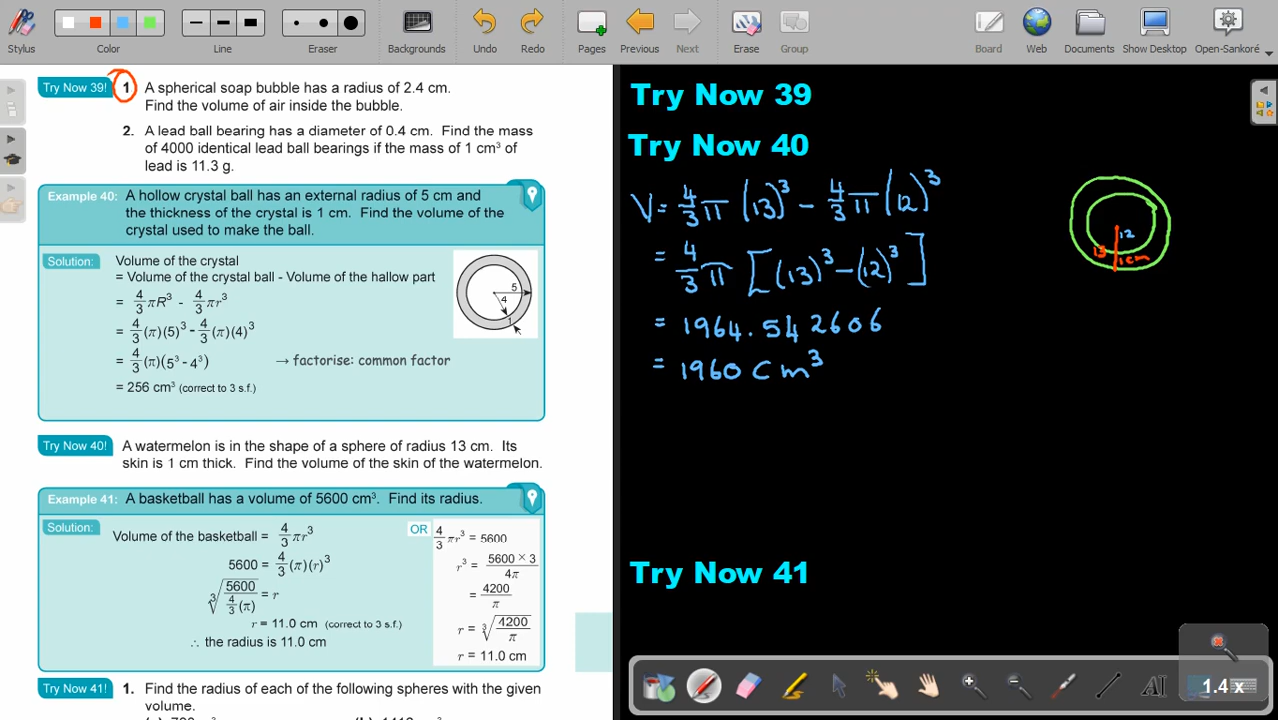 Stylus Color Line Eraser Backgrounds Undo Redo Pages Previous Next Erase Group Board Web Documents Show Desktop Open-Sankoré
Try Now 39! 1 A spherical soap bubble has a radius of 2.4 cm.
Find the volume of air inside the bubble.
2. A lead ball bearing has a diameter of 0.4 cm. Find the mass
of 4000 identical lead ball bearings if the mass of 1 cm³ of
lead is 11.3 g.
Example 40: A hollow crystal ball has an external radius of 5 cm and
the thickness of the crystal is 1 cm. Find the volume of the
crystal used to make the ball.
Solution: Volume of the crystal
= Volume of the crystal ball - Volume of the hallow part
= 4/3 πR³ - 4/3 πr³
= 4/3 (π)(5)³ - 4/3 (π)(4)³
= 4/3 (π)(5³ - 4³) → factorise: common factor
= 256 cm³ (correct to 3 s.f.)
5
4
1
Try Now 40! A watermelon is in the shape of a sphere of radius 13 cm. Its
skin is 1 cm thick. Find the volume of the skin of the watermelon.
Example 41: A basketball has a volume of 5600 cm³. Find its radius.
Solution: Volume of the basketball = 4/3 πr³
5600 = 4/3 (π)(r)³
∛(5600 / 4/3 (π)) = r
r = 11.0 cm (correct to 3 s.f.)
∴ the radius is 11.0 cm
OR 4/3 πr³ = 5600
r³ = 5600 × 3 / 4π
= 4200 / π
r = ∛(4200 / π)
r = 11.0 cm
Try Now 41! 1. Find the radius of each of the following spheres with the given
volume.
Try Now 39
Try Now 40
V = 4/3 π (13)³ - 4/3 π (12)³
= 4/3 π [(13)³ - (12)³]
= 1964.542606
= 1960 cm³
12
13 1cm
Try Now 41
1.4 x